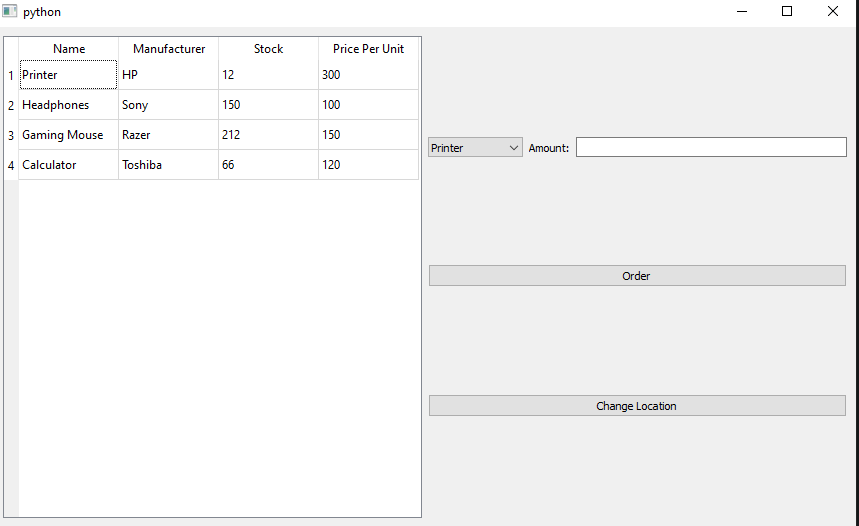 python
Name Manufacturer Stock Price Per Unit
1 Printer HP 12 300
2 Headphones Sony 150 100
3 Gaming Mouse Razer 212 150
4 Calculator Toshiba 66 120
Printer Amount:
Order
Change Location